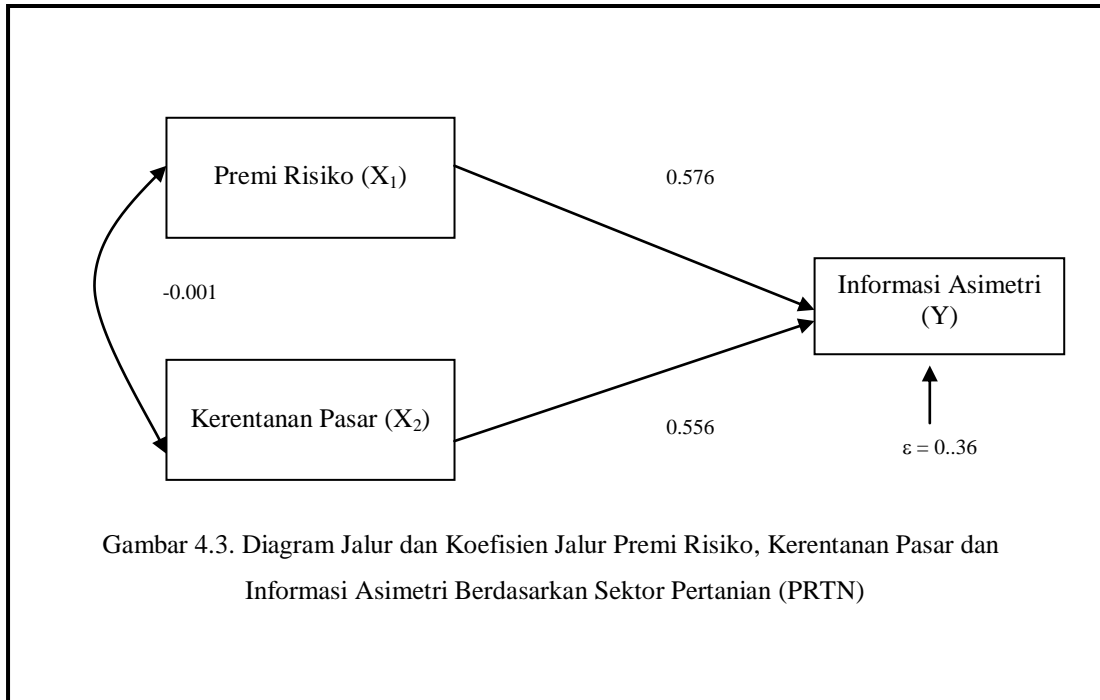 Premi Risiko (X₁)
0.576
-0.001
Informasi Asimetri
(Y)
Kerentanan Pasar (X₂)
0.556
ε = 0..36
Gambar 4.3. Diagram Jalur dan Koefisien Jalur Premi Risiko, Kerentanan Pasar dan
Informasi Asimetri Berdasarkan Sektor Pertanian (PRTN)